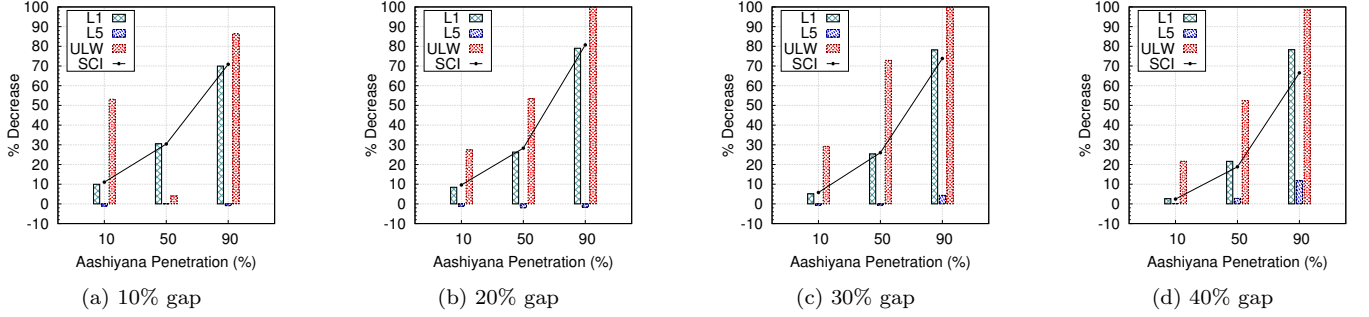 % Decrease
100
90
80
70
60
50
40
30
20
10
0
-10
L1
L5
ULW
SCI
10 50 90
Aashiyana Penetration (%)
(a) 10% gap
% Decrease
100
90
80
70
60
50
40
30
20
10
0
-10
L1
L5
ULW
SCI
10 50 90
Aashiyana Penetration (%)
(b) 20% gap
% Decrease
100
90
80
70
60
50
40
30
20
10
0
-10
L1
L5
ULW
SCI
10 50 90
Aashiyana Penetration (%)
(c) 30% gap
% Decrease
100
90
80
70
60
50
40
30
20
10
0
-10
L1
L5
ULW
SCI
10 50 90
Aashiyana Penetration (%)
(d) 40% gap